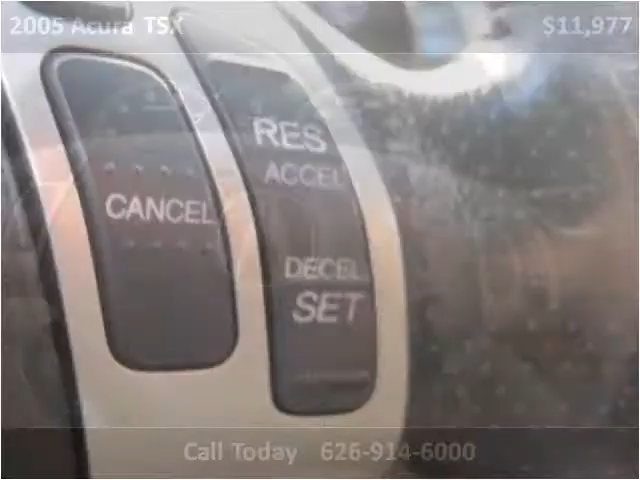 2005 Acura TSX
$11,977
RES
ACCEL
CANCEL
DECEL
SET
Call Today 626-914-6000